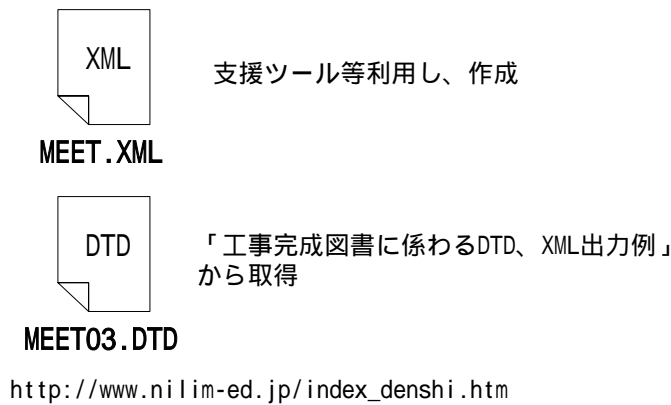 XML
支援ツール等利用し、作成
MEET.XML
DTD
「工事完成図書に係わるDTD、XML出力例」
から取得
MEET03.DTD
http://www.nilim-ed.jp/index_denshi.htm